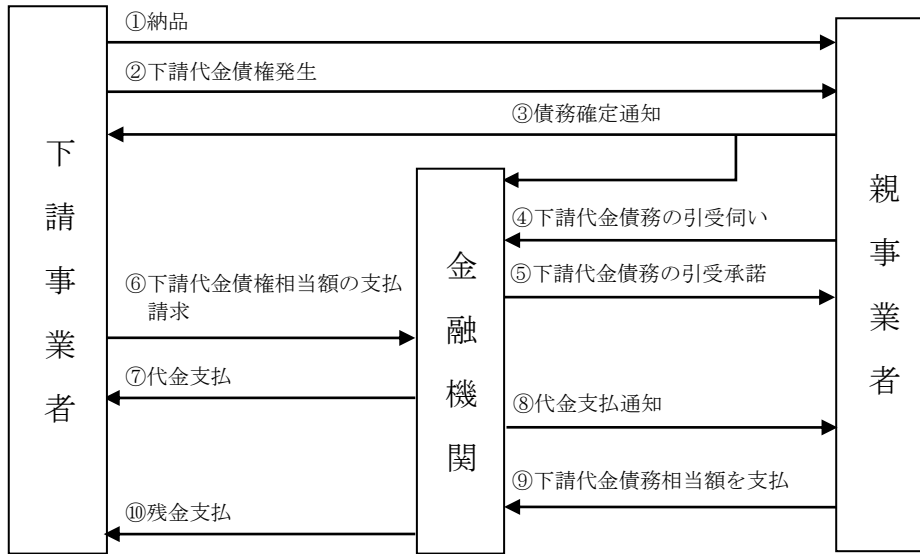 ①納品
②下請代金債権発生
③債務確定通知
下請事業者
金融機関
親事業者
④下請代金債務の引受伺い
⑤下請代金債務の引受承諾
⑥下請代金債権相当額の支払
請求
⑦代金支払
⑧代金支払通知
⑨下請代金債務相当額を支払
⑩残金支払